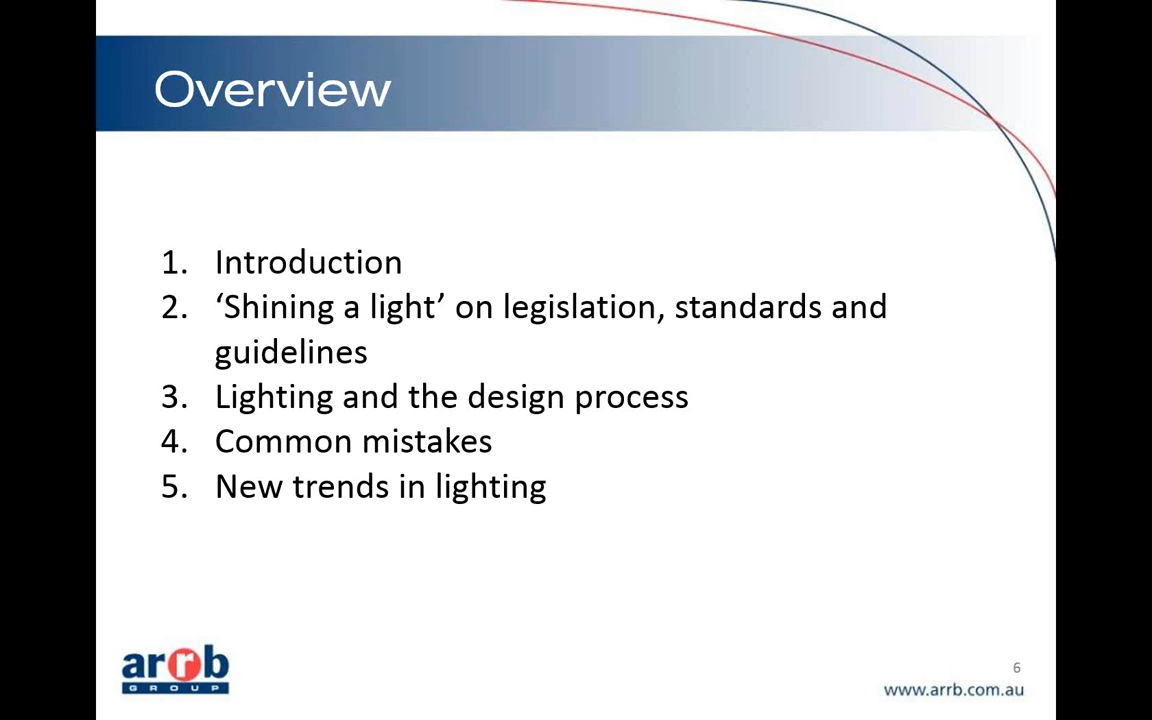 Overview
1. Introduction
2. ‘Shining a light’ on legislation, standards and
guidelines
3. Lighting and the design process
4. Common mistakes
5. New trends in lighting
arrb
GROUP
6
www.arrb.com.au